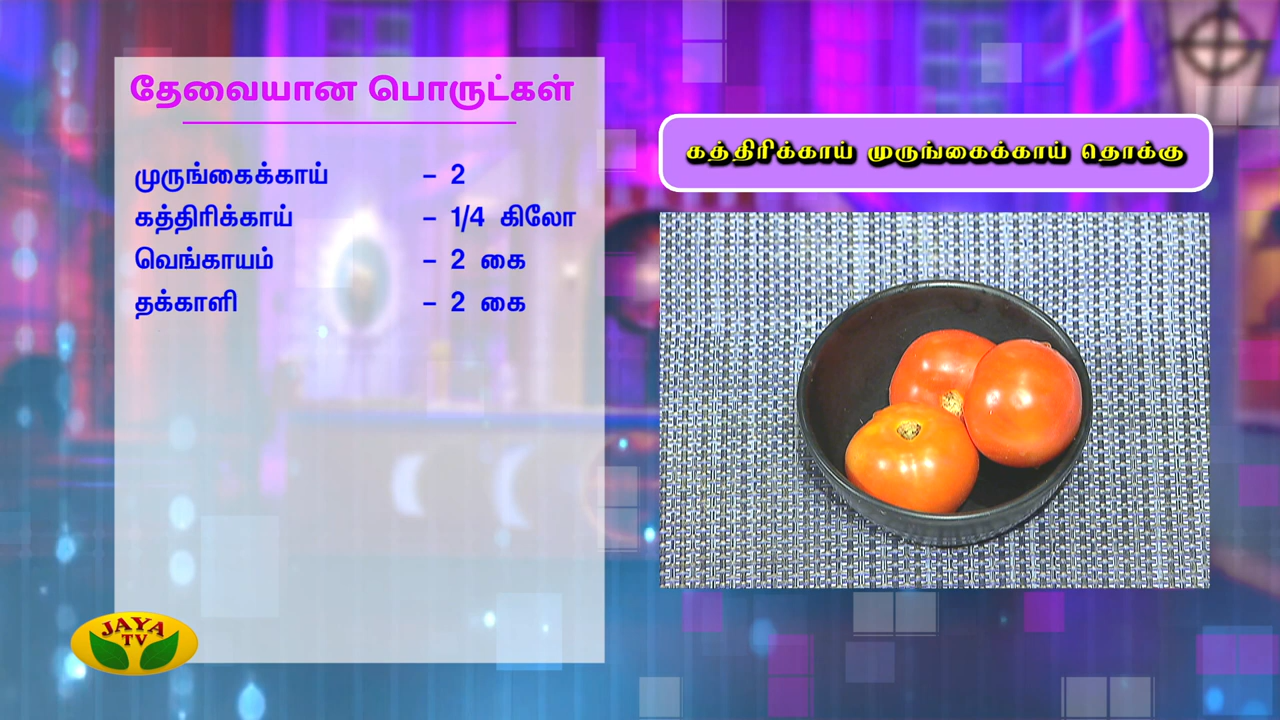 தேவையான பொருட்கள்
முருங்கைக்காய் – 2
கத்திரிக்காய் – 1/4 கிலோ
வெங்காயம் – 2 கை
தக்காளி – 2 கை
கத்திரிக்காய் முருங்கைக்காய் தொக்கு
JAYA
TV